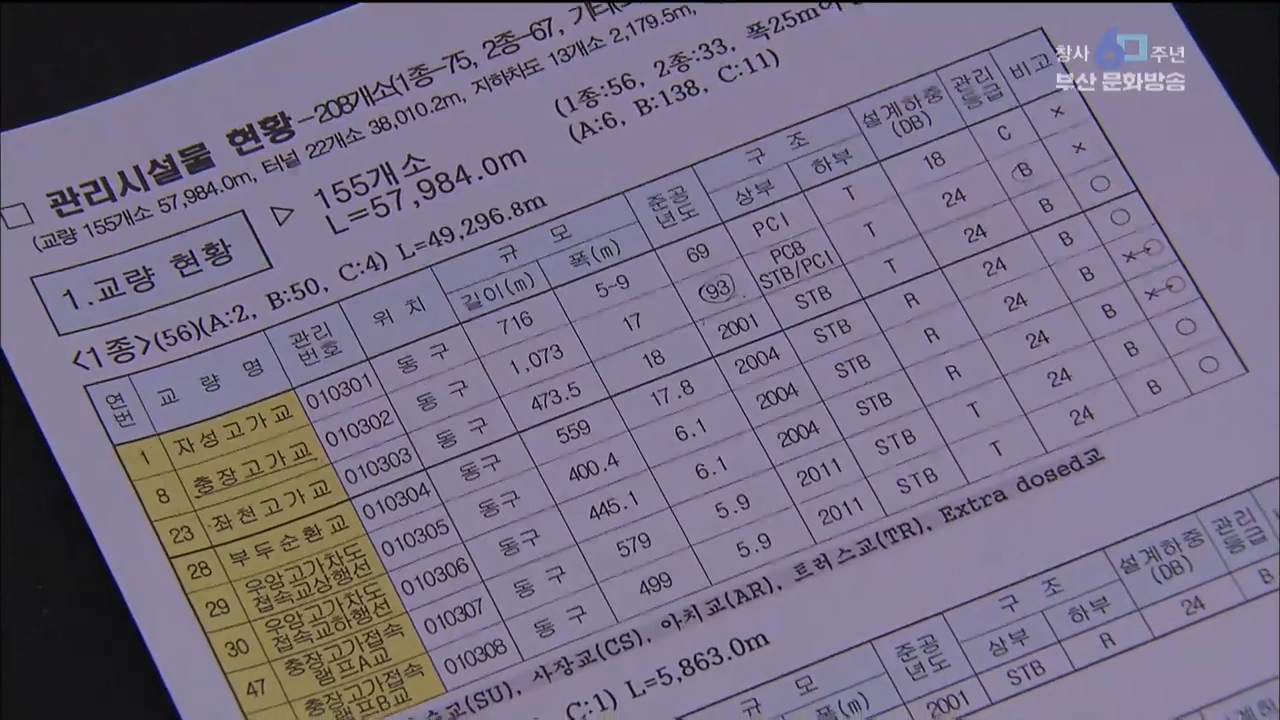 창사 60 주년
부산 문화방송
□ 관리시설물 현황-208개소(1종-75, 2종-67,
(교량 155개소 57,984.0m, 터널 22개소 38,010.2m, 지하차도 13개소 2,179.5m,
1.교량 현황 ▷ 155개소 (1종:56, 2종:33, 폭25m
L=57,984.0m (A:6, B:138, C:11)
<1종>(56)(A:2, B:50, C:4) L=49,296.8m
연번 교량명 관리번호 위치 규모 길이(m) 폭(m) 준공년도 구조 상부 하부 설계하중(DB) 관리등급 비고
1 자성고가교 010301 동구 716 5-9 69 PCI T 18 C ×
8 충장고가교 010302 동구 1,073 17 93 PCB STB/PCI T 24 B ×
23 좌천고가교 010303 동구 473.5 18 2001 STB T 24 B ○
28 부두순환교 010304 동구 559 17.8 2004 STB R 24 B ○
29 우암고가차도접속교상행선 010305 동구 400.4 6.1 2004 STB R 24 B ×
30 우암고가차도접속교하행선 010306 동구 445.1 6.1 2004 STB R 24 B ×
47 충장고가접속램프A교 010307 동구 579 5.9 2011 STB T 24 B ○
충장고가접속램프B교 010308 동구 499 5.9 2011 STB T 24 B ○
(SU), 사장교(CS), 아치교(AR), 트러스교(TR), Extra dosed교
C:1) L=5,863.0m
규모 준공년도 구조 상부 하부 설계하중(DB) 관리등급
폭(m) 2001 STB R 24 B